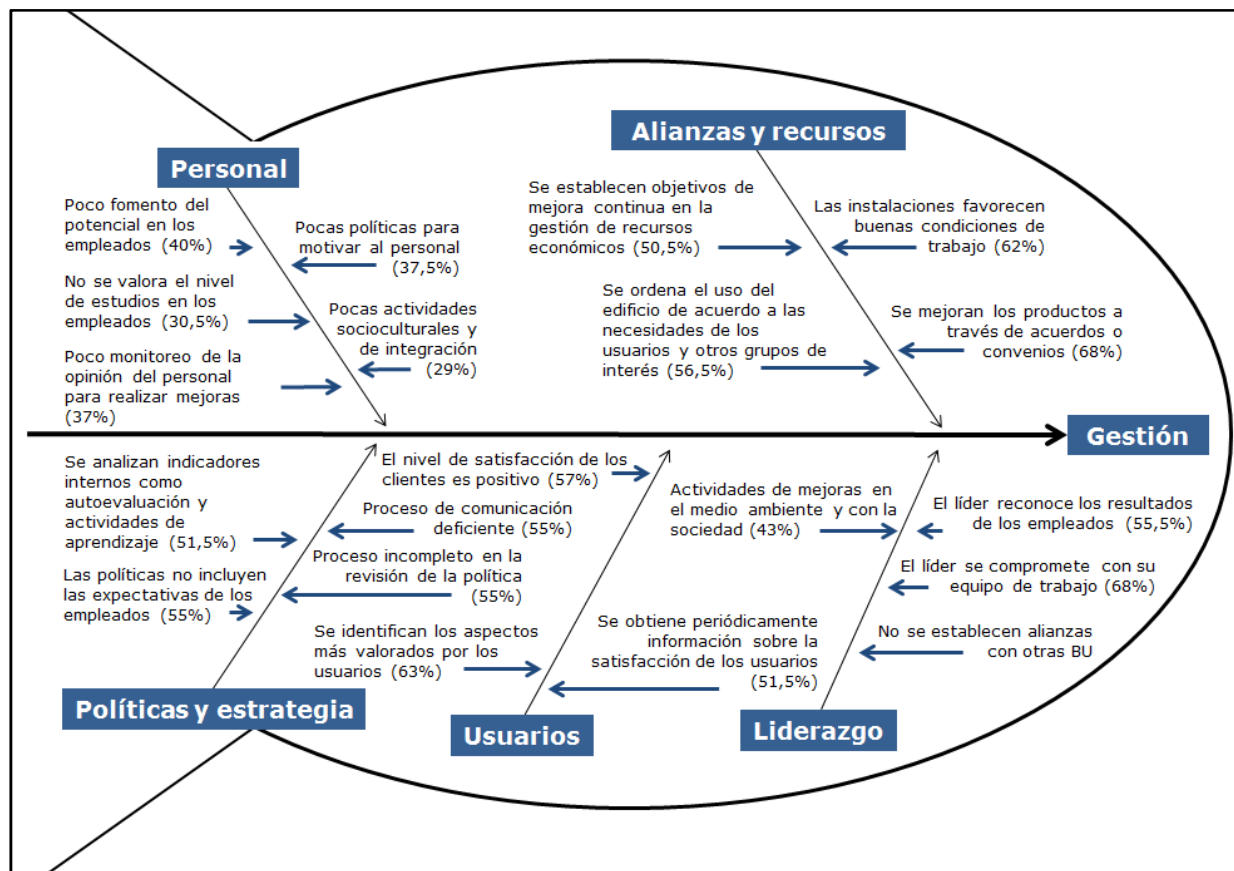 Personal
Poco fomento del
potencial en los
empleados (40%)
Pocas políticas para
motivar al personal
(37,5%)
No se valora el nivel
de estudios en los
empleados (30,5%)
Pocas actividades
socioculturales y
de integración
(29%)
Poco monitoreo de la
opinión del personal
para realizar mejoras
(37%)
Alianzas y recursos
Se establecen objetivos de
mejora continua en la
gestión de recursos
económicos (50,5%)
Las instalaciones favorecen
buenas condiciones de
trabajo (62%)
Se ordena el uso del
edificio de acuerdo a las
necesidades de los
usuarios y otros grupos de
interés (56,5%)
Se mejoran los productos a
través de acuerdos o
convenios (68%)
Gestión
Se analizan indicadores
internos como
autoevaluación y
actividades de
aprendizaje (51,5%)
Proceso de comunicación
deficiente (55%)
Las políticas no incluyen
las expectativas de los
empleados (55%)
Proceso incompleto en la
revisión de la política
(55%)
Políticas y estrategia
El nivel de satisfacción de los
clientes es positivo (57%)
Se identifican los aspectos
más valorados por los
usuarios (63%)
Se obtiene periódicamente
información sobre la
satisfacción de los usuarios
(51,5%)
Usuarios
Actividades de mejoras en
el medio ambiente y con la
sociedad (43%)
El líder reconoce los resultados
de los empleados (55,5%)
El líder se compromete con su
equipo de trabajo (68%)
No se establecen alianzas
con otras BU
Liderazgo